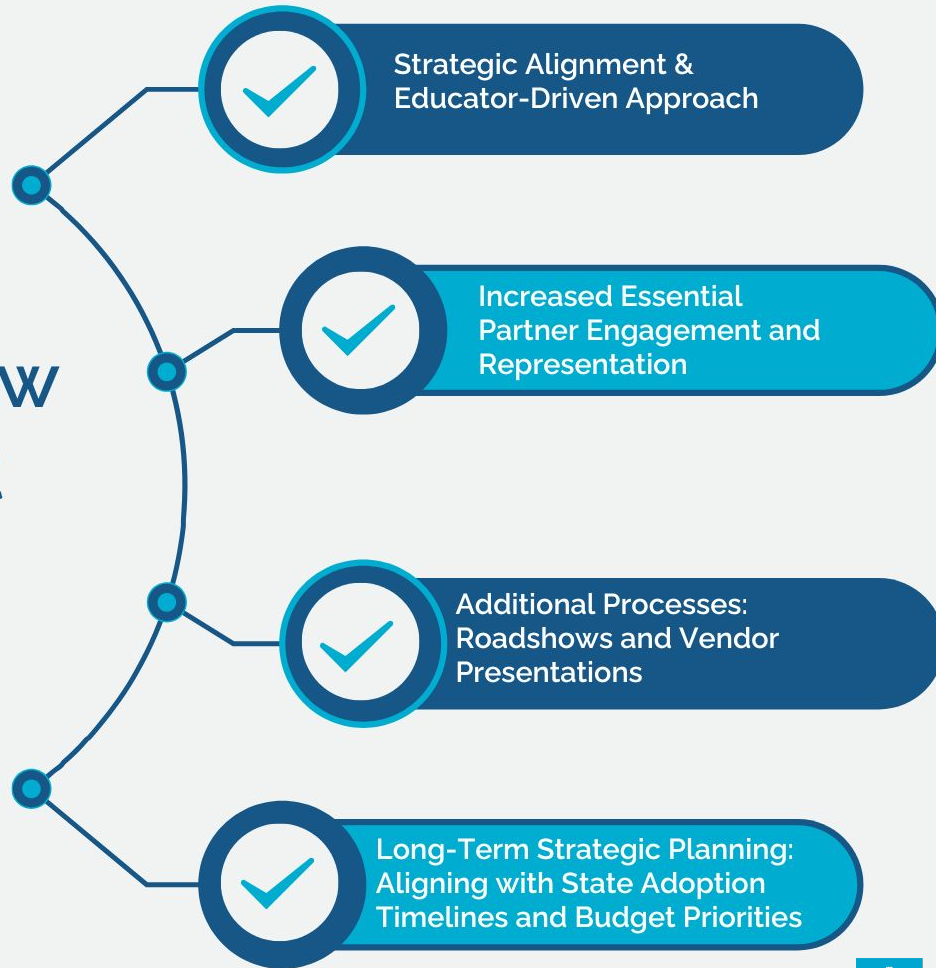 Strategic Alignment &
Educator-Driven Approach
Increased Essential
Partner Engagement and
Representation
Additional Processes:
Roadshows and Vendor
Presentations
Long-Term Strategic Planning:
Aligning with State Adoption
Timelines and Budget Priorities